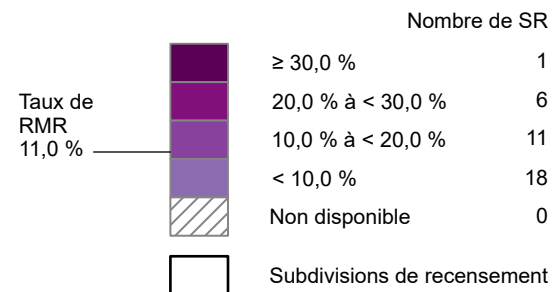 Nombre de SR
≥ 30,0 % 1
20,0 % à < 30,0 % 6
Taux de
RMR
11,0 %
10,0 % à < 20,0 % 11
< 10,0 % 18
Non disponible 0
Subdivisions de recensement